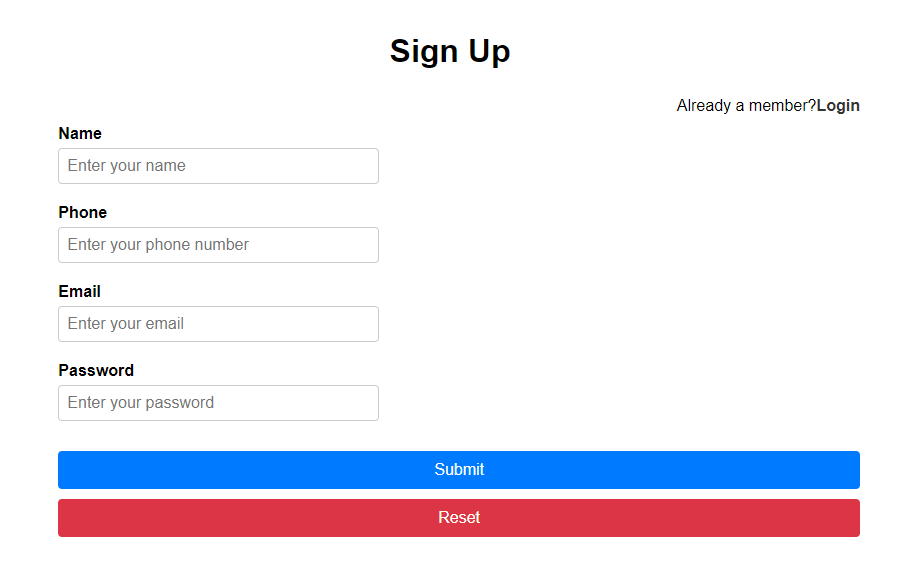 Sign Up
Already a member?Login
Name
Enter your name
Phone
Enter your phone number
Email
Enter your email
Password
Enter your password
Submit
Reset